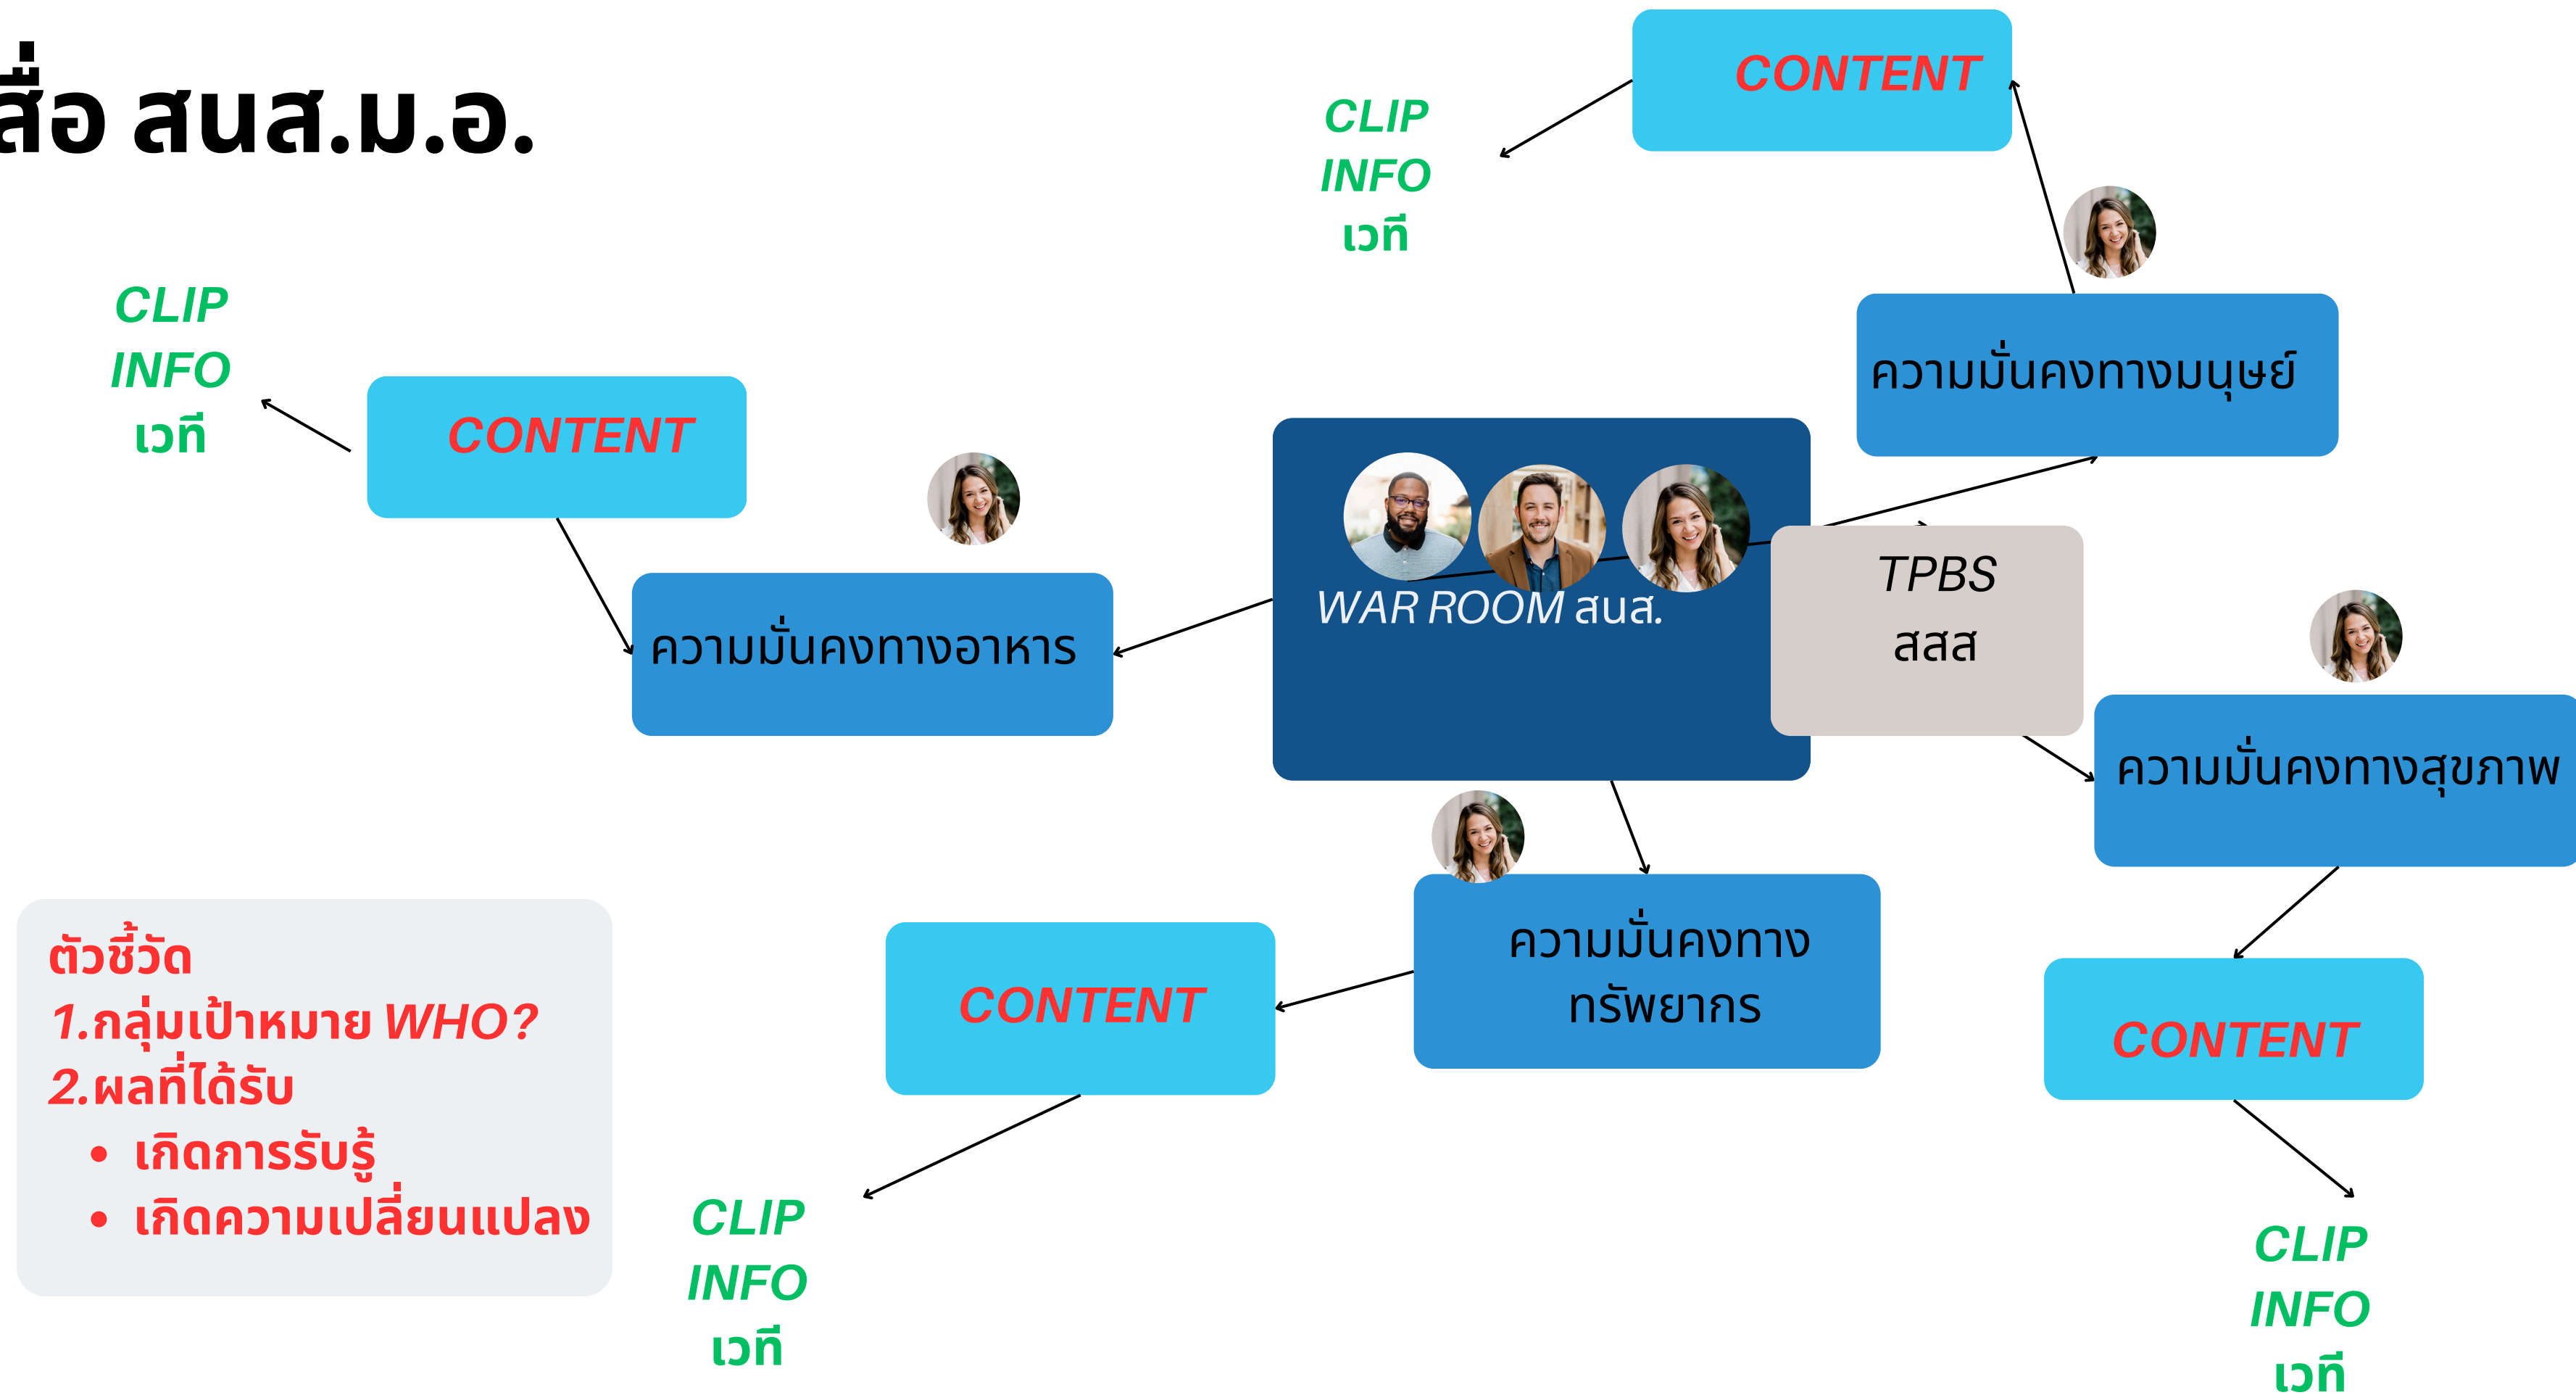 สื่อ สนส.ม.อ.
CONTENT
CLIP
INFO
เวที
CLIP
INFO
เวที
CONTENT
ความมั่นคงทางมนุษย์
WAR ROOM สนส.
TPBS
สสส
ความมั่นคงทางอาหาร
ความมั่นคงทางสุขภาพ
ความมั่นคงทาง
ทรัพยากร
CONTENT
CONTENT
ตัวชี้วัด
1.กลุ่มเป้าหมาย WHO?
2.ผลที่ได้รับ
• เกิดการรับรู้
• เกิดความเปลี่ยนแปลง
CLIP
INFO
เวที
CLIP
INFO
เวที